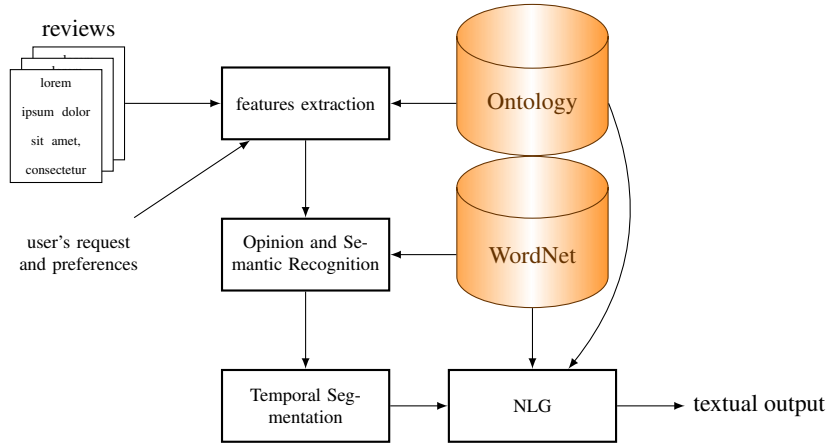 reviews
lorem
ipsum dolor
sit amet,
consectetur
features extraction
Ontology
user's request
and preferences
Opinion and Se-
mantic Recognition
WordNet
Temporal Seg-
mentation
NLG
textual output